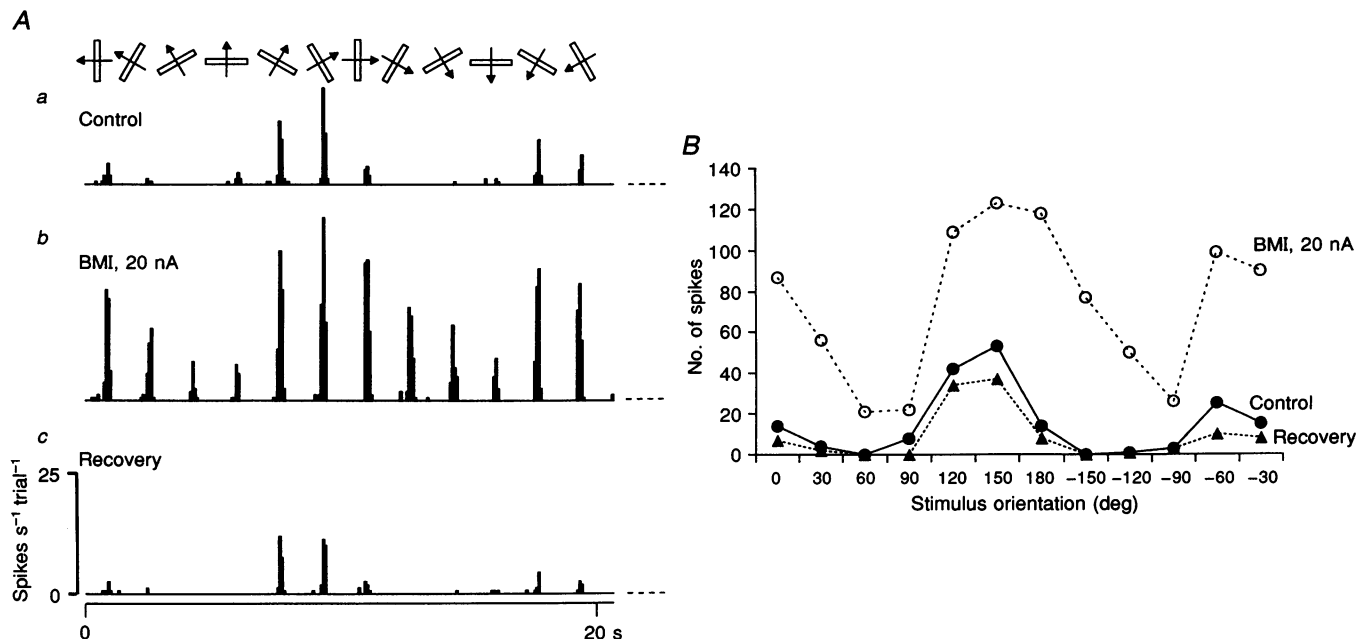 A
a
Control
b
BMI, 20 nA
c
Recovery
25
0
Spikes s⁻¹ trial⁻¹
0
20 s
B
140
120
100
80
60
40
20
0
No. of spikes
BMI, 20 nA
Control
Recovery
0 30 60 90 120 150 180 −150 −120 −90 −60 −30
Stimulus orientation (deg)